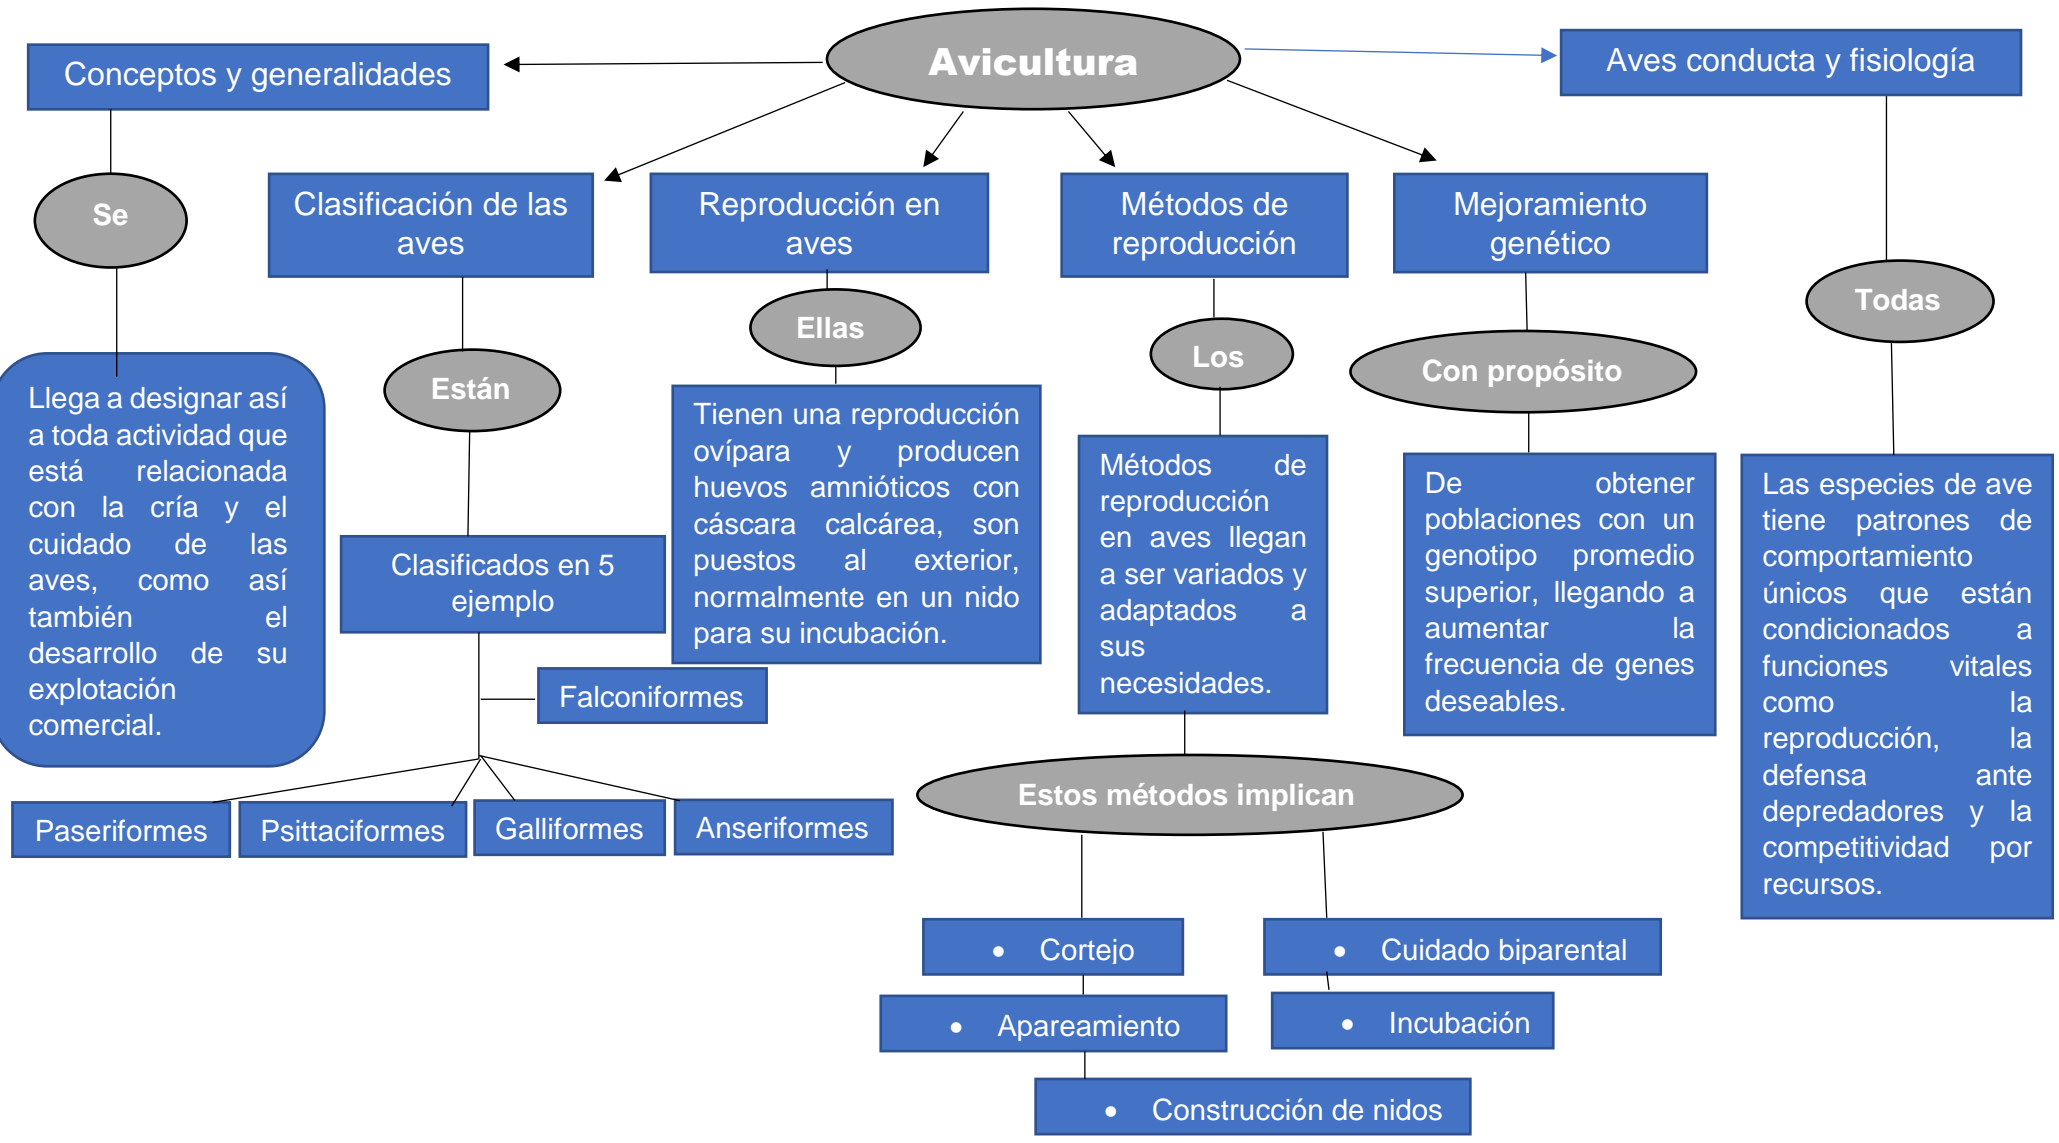 Avicultura
Conceptos y generalidades
Aves conducta y fisiología
Se
Llega a designar así
a toda actividad que
está relacionada
con la cría y el
cuidado de las
aves, como así
también el
desarrollo de su
explotación
comercial.
Clasificación de las
aves
Están
Clasificados en 5
ejemplo
Falconiformes
Paseriformes
Psittaciformes
Galliformes
Anseriformes
Reproducción en
aves
Ellas
Tienen una reproducción
ovípara y producen
huevos amnióticos con
cáscara calcárea, son
puestos al exterior,
normalmente en un nido
para su incubación.
Métodos de
reproducción
Los
Métodos de
reproducción
en aves llegan
a ser variados y
adaptados a
sus
necesidades.
Estos métodos implican
• Cortejo
• Apareamiento
• Construcción de nidos
• Cuidado biparental
• Incubación
Mejoramiento
genético
Con propósito
De obtener
poblaciones con un
genotipo promedio
superior, llegando a
aumentar la
frecuencia de genes
deseables.
Todas
Las especies de ave
tiene patrones de
comportamiento
únicos que están
condicionados a
funciones vitales
como la
reproducción, la
defensa ante
depredadores y la
competitividad por
recursos.